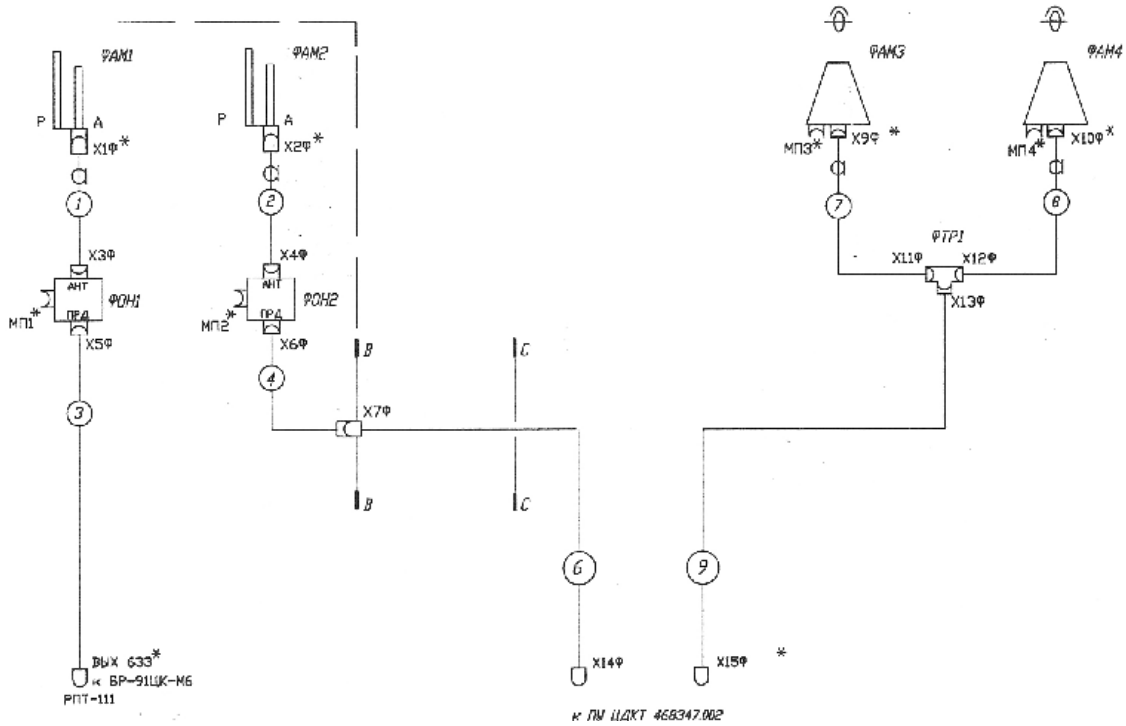 ФАМ1
ФАМ2
ФАМ3
ФАМ4
Р
А
Х1Ф*
Р
А
Х2Ф*
МП3*
Х9Ф *
МП4*
Х10Ф*
1
2
7
8
Х3Ф
Х4Ф
ФТР1
Х11Ф
Х12Ф
Х13Ф
АНТ
ФОН1
МП1*
ПРД
Х5Ф
АНТ
ФОН2
МП2*
ПРД
Х6Ф
В
С
4
3
Х7Ф
В
С
6
9
ВЫХ 633*
к ВР-91ЦК-М6
РПТ-111
Х14Ф
Х15Ф *
к ПУ ЦДКТ 468347.002